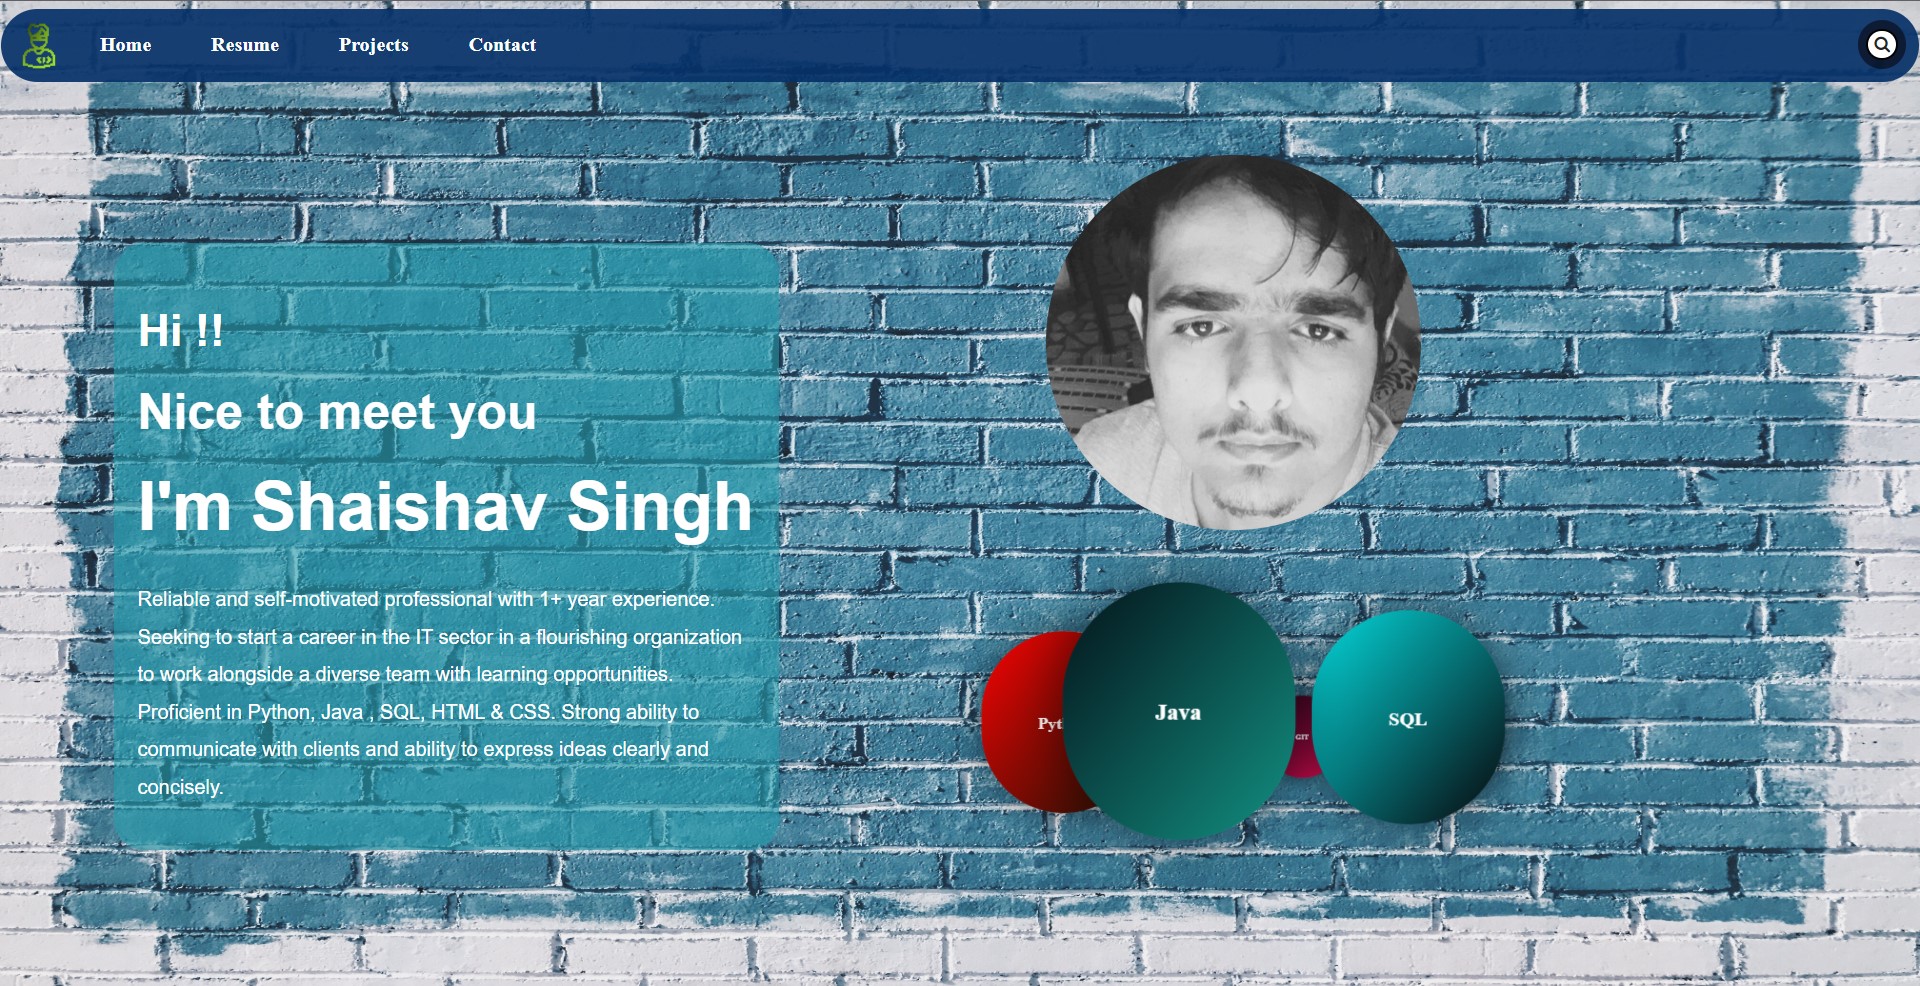 Home
Resume
Projects
Contact
Hi !!
Nice to meet you
I'm Shaishav Singh
Reliable and self-motivated professional with 1+ year experience.
Seeking to start a career in the IT sector in a flourishing organization
to work alongside a diverse team with learning opportunities.
Proficient in Python, Java , SQL, HTML & CSS. Strong ability to
communicate with clients and ability to express ideas clearly and
concisely.
Java
GIT
SQL